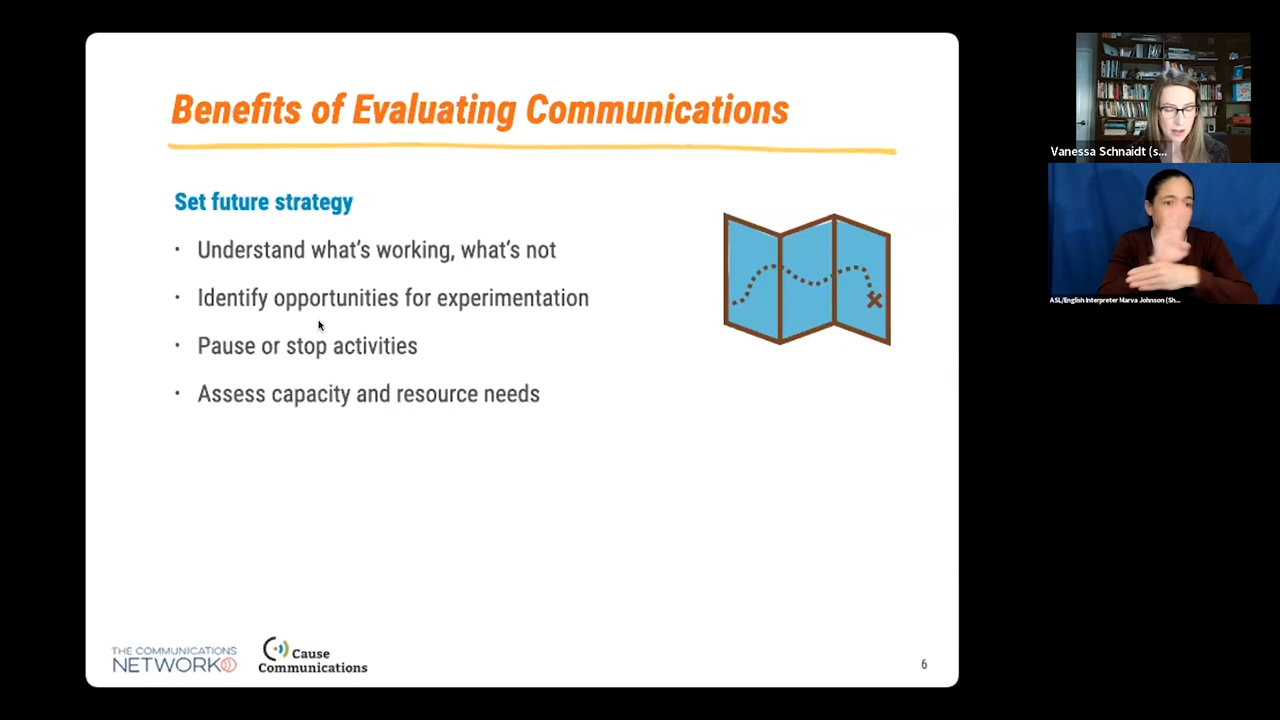 Benefits of Evaluating Communications
Set future strategy
· Understand what's working, what's not
· Identify opportunities for experimentation
· Pause or stop activities
· Assess capacity and resource needs
THE COMMUNICATIONS
NETWORK
Cause
Communications
6
Vanessa Schnaidt (s...
ASL/English Interpreter Marva Johnson (Sh...